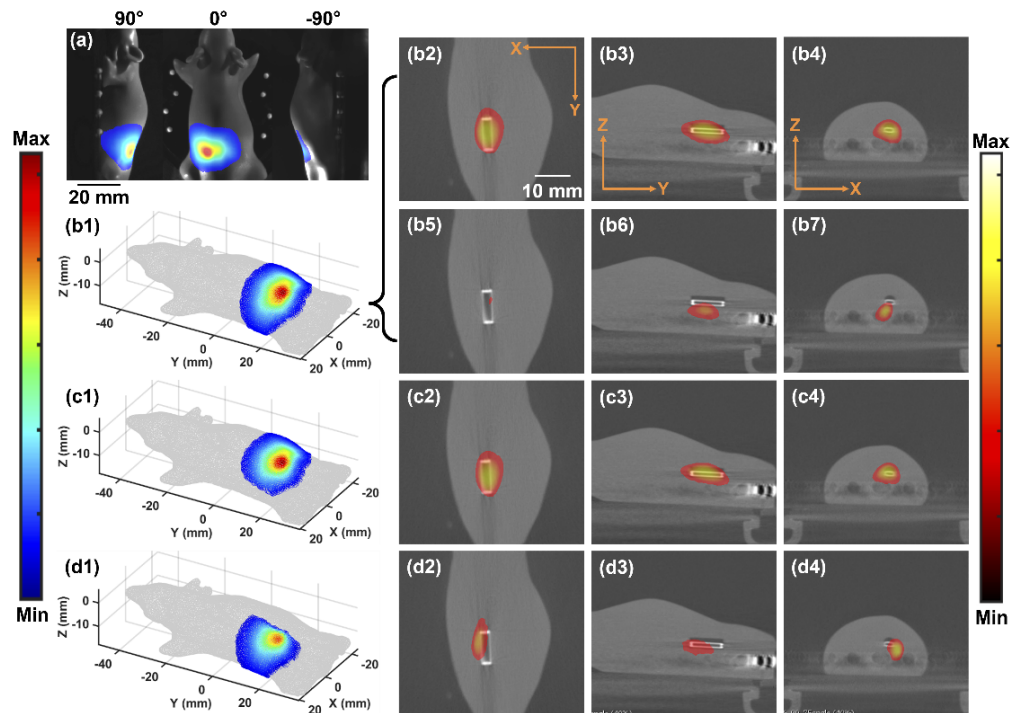 90° 0° -90°
(a)
20 mm
Max
Min
(b1)
Z (mm)
0
-10
-40
-20
0
20
Y (mm)
20
0
-20
X (mm)
(c1)
Z (mm)
0
-10
-40
-20
0
20
Y (mm)
20
0
-20
X (mm)
(d1)
Z (mm)
0
-10
-40
-20
0
20
Y (mm)
20
0
-20
X (mm)
(b2)
X
Y
10 mm
(b3)
Z
Y
(b4)
Z
X
(b5)
(b6)
(b7)
(c2)
(c3)
(c4)
(d2)
(d3)
(d4)
Max
Min